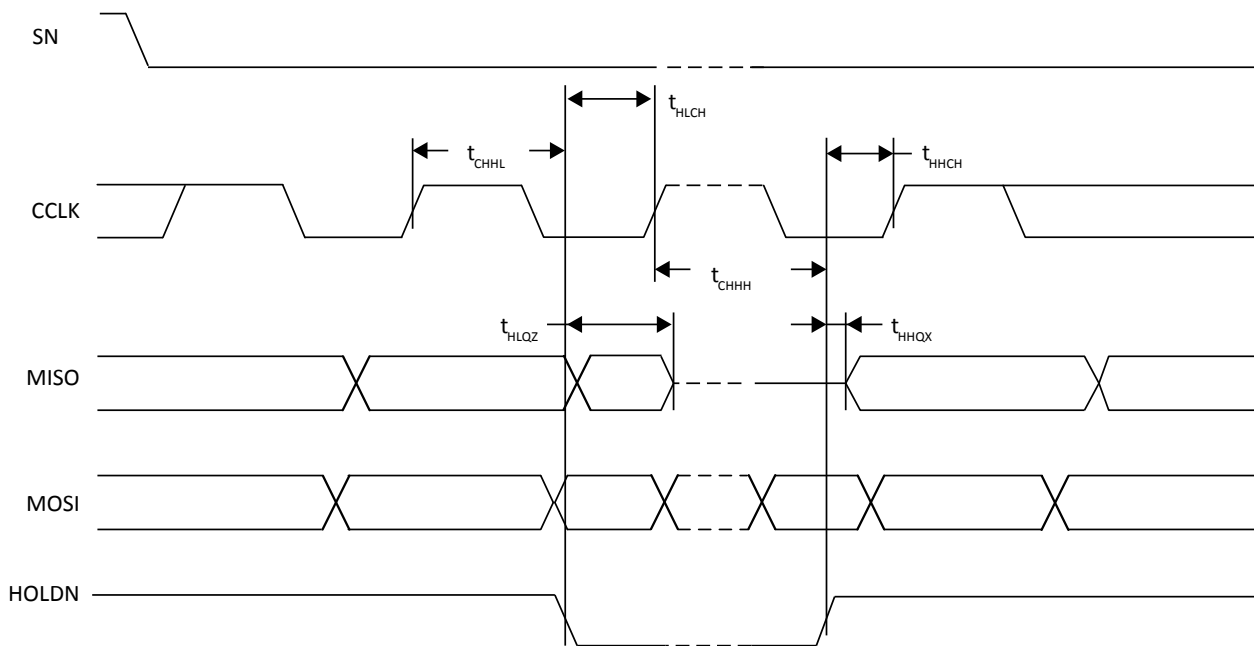 SN
t_HLCH
t_CHHL
t_HHCH
CCLK
t_CHHH
t_HLQZ
t_HHQX
MISO
MOSI
HOLDN